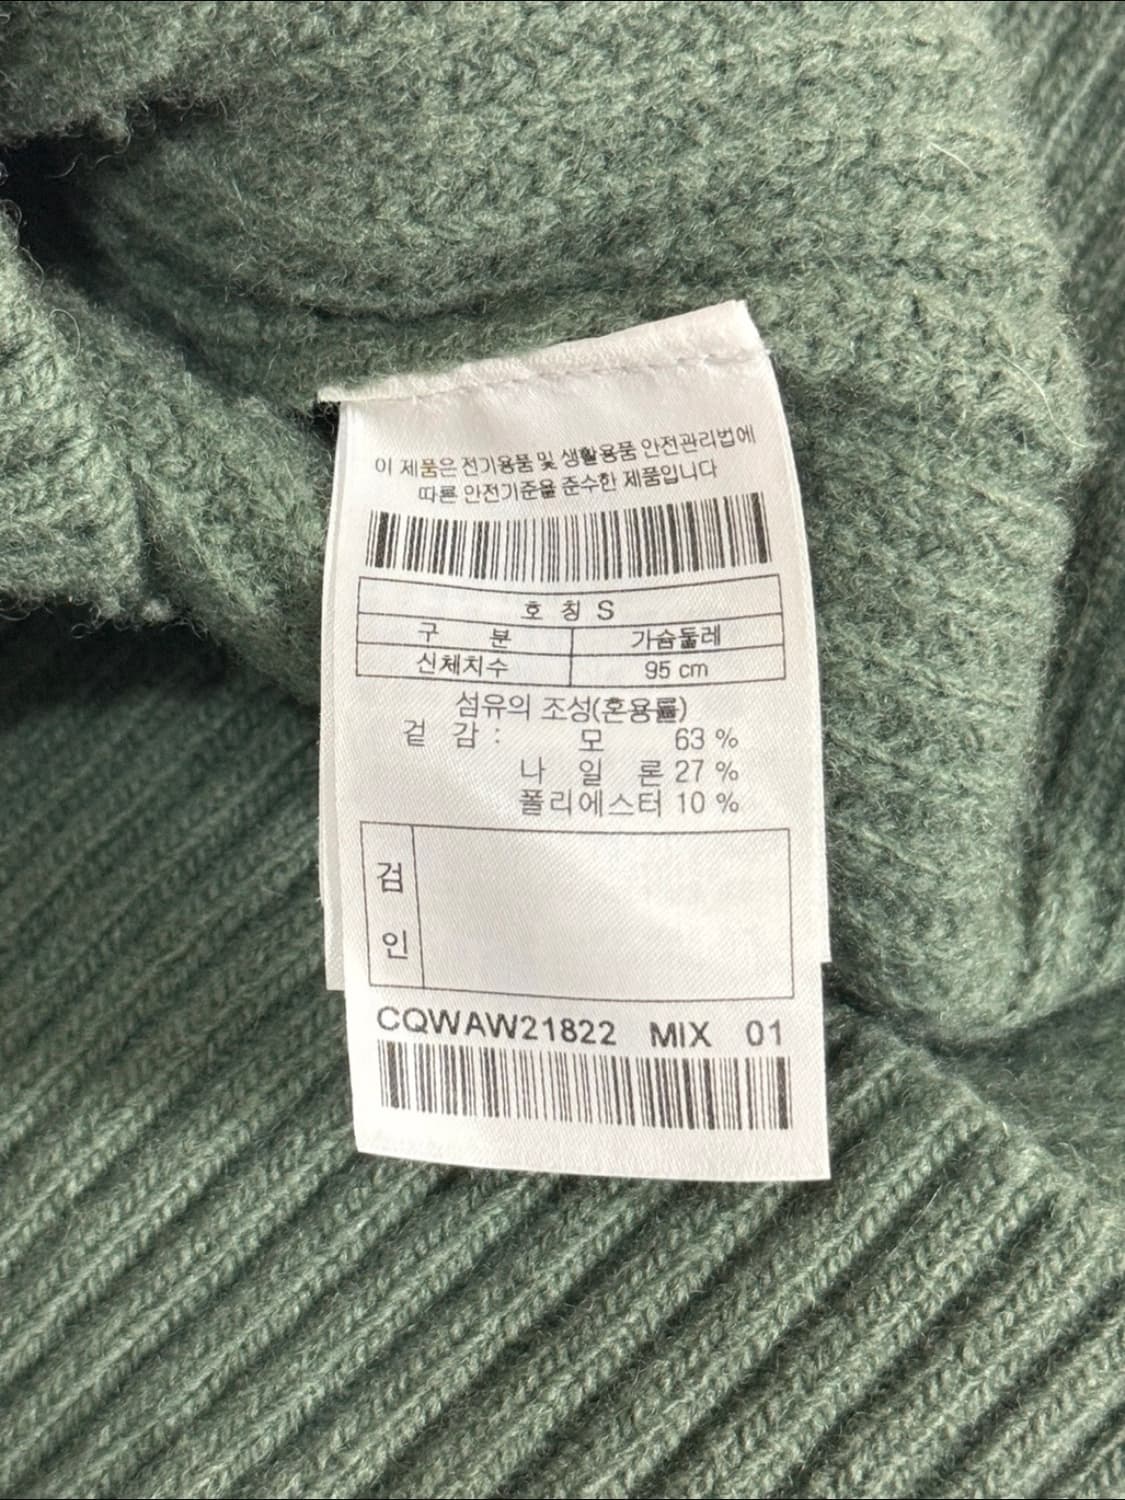 이 제품은 전기용품 및 생활용품 안전관리법에
따른 안전기준을 준수한 제품입니다
호 칭 S
구 분 가슴둘레
신체치수 95 cm
섬유의 조성(혼용률)
겉 감 : 모 63 %
나 일 론 27 %
폴리에스터 10 %
검
인
CQWAW21822 MIX 01